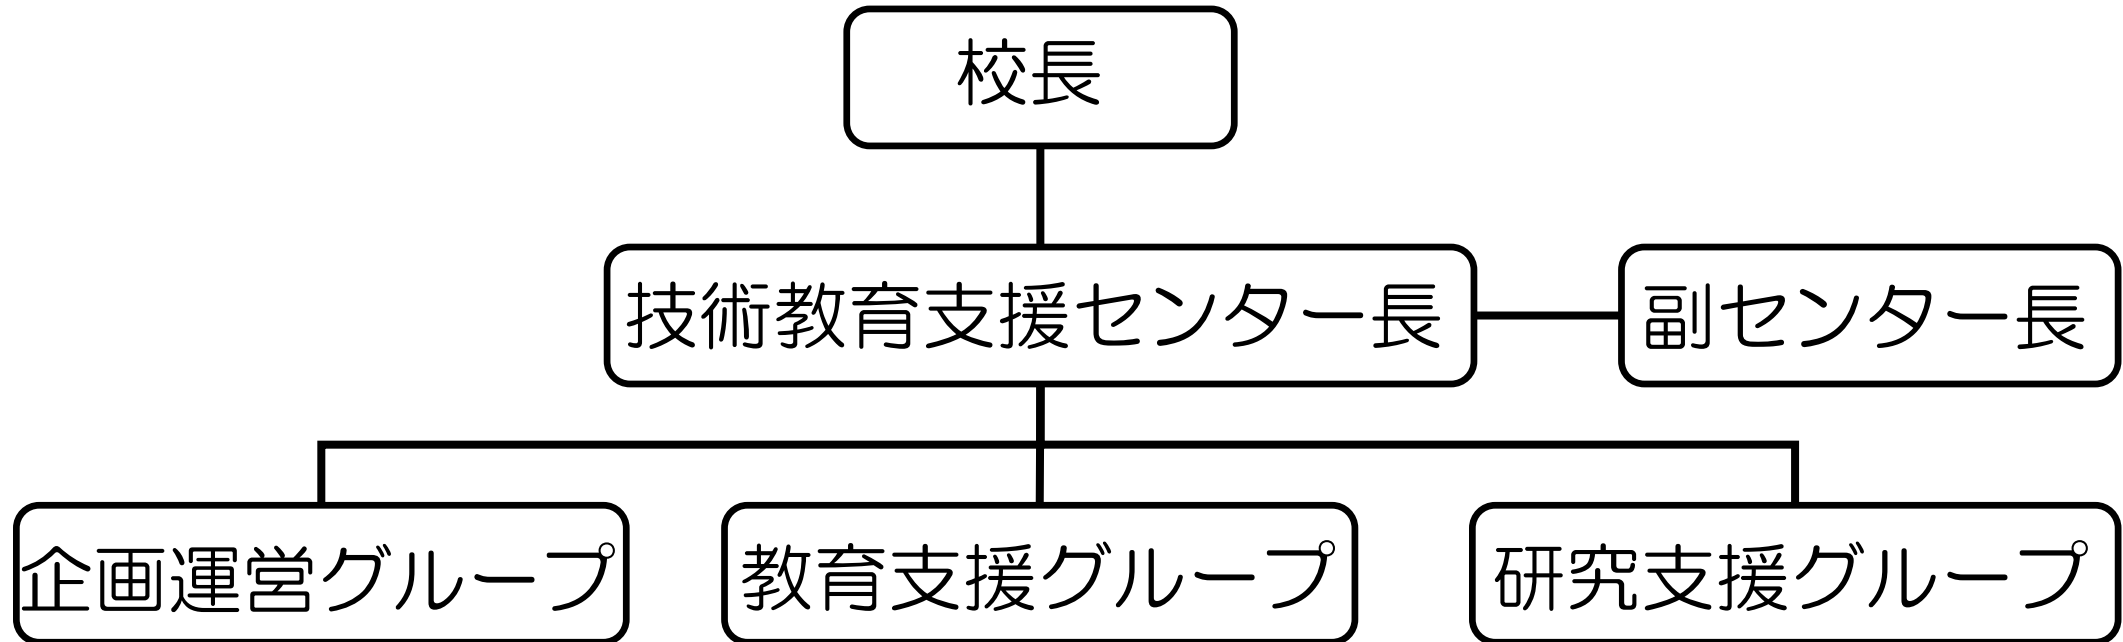 校長
技術教育支援センター長
副センター長
企画運営グループ
教育支援グループ
研究支援グループ